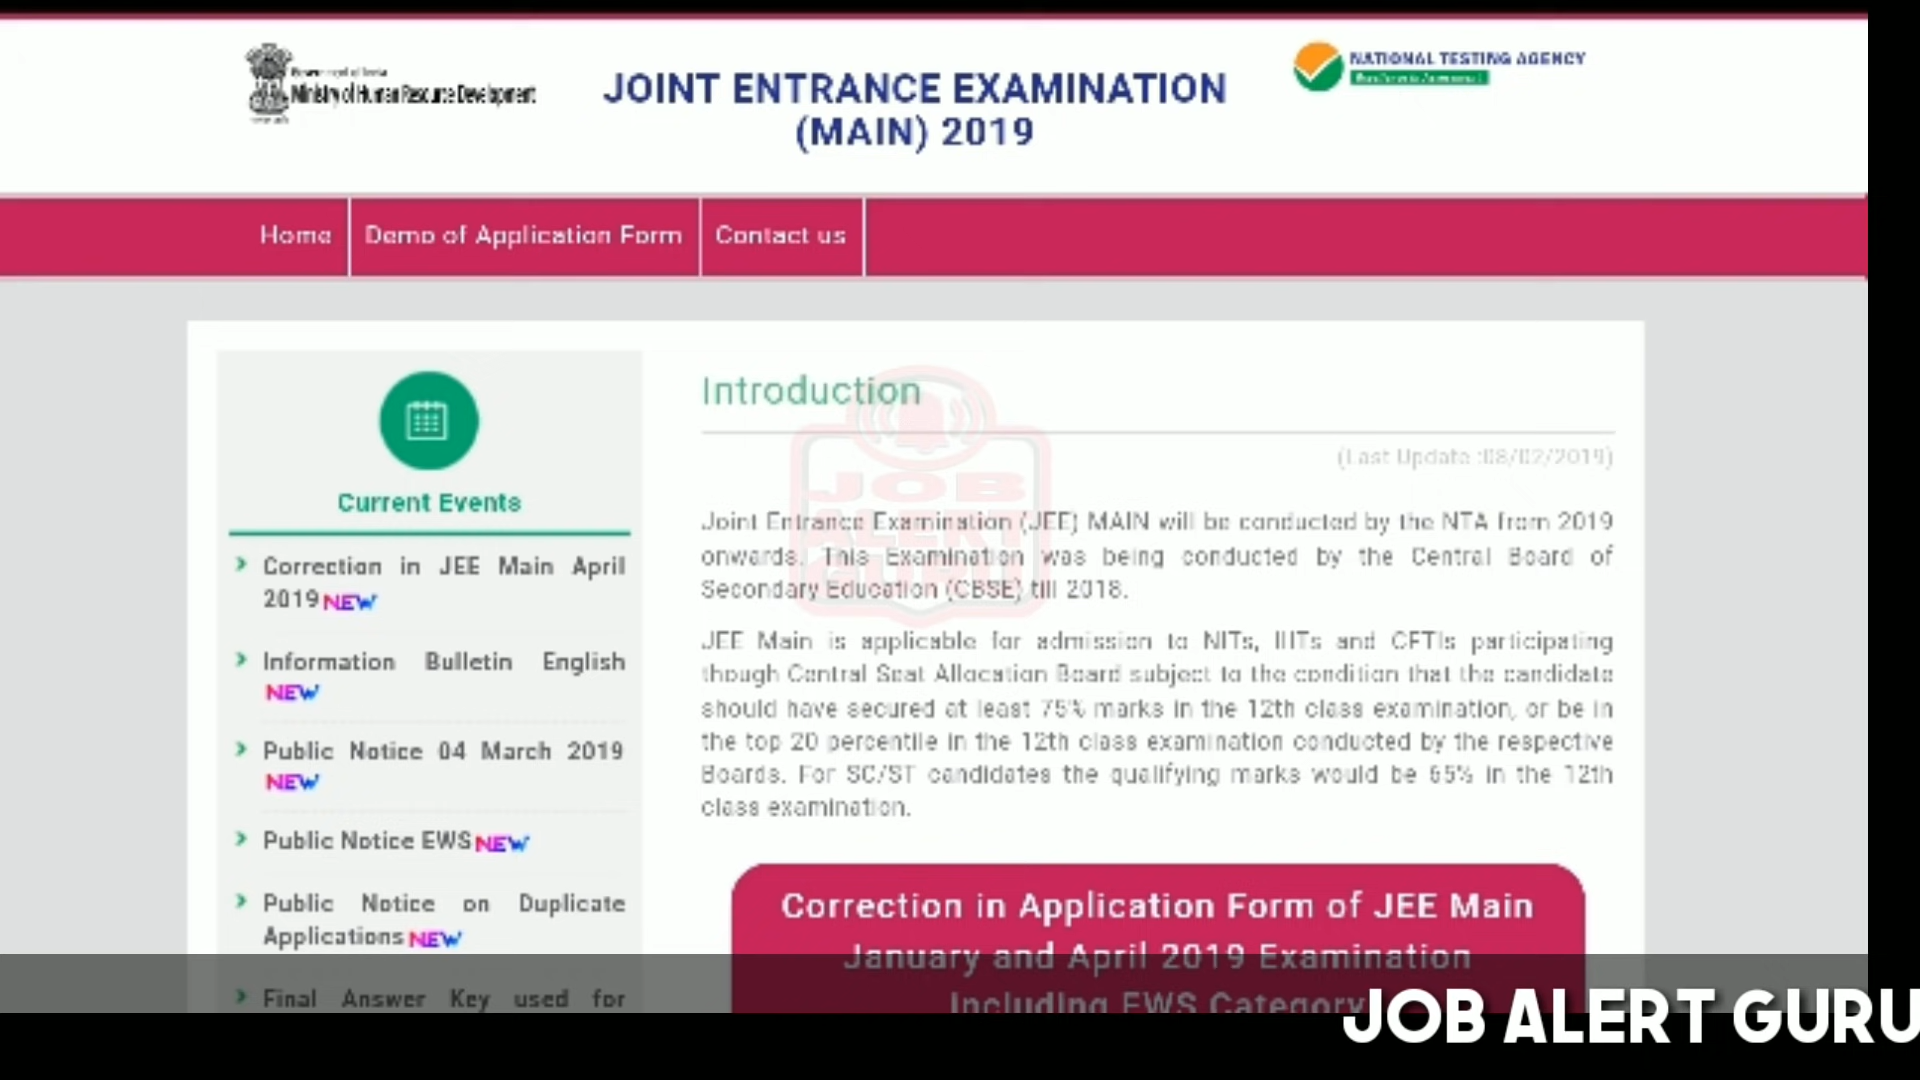 Government of India
Ministry of Human Resource Development
JOINT ENTRANCE EXAMINATION
(MAIN) 2019
NATIONAL TESTING AGENCY
Home
Demo of Application Form
Contact us
Current Events
Correction in JEE Main April
2019 NEW
Information Bulletin English
NEW
Public Notice 04 March 2019
NEW
Public Notice EWS NEW
Public Notice on Duplicate
Applications NEW
Final Answer Key used for
Introduction
(Last Update :08/02/2019)
Joint Entrance Examination (JEE) MAIN will be conducted by the NTA from 2019
onwards. This Examination was being conducted by the Central Board of
Secondary Education (CBSE) till 2018.
JEE Main is applicable for admission to NITs, IIITs and CFTIs participating
though Central Seat Allocation Board subject to the condition that the candidate
should have secured at least 75% marks in the 12th class examination, or be in
the top 20 percentile in the 12th class examination conducted by the respective
Boards. For SC/ST candidates the qualifying marks would be 65% in the 12th
class examination.
Correction in Application Form of JEE Main
January and April 2019 Examination
Including EWS Category
JOB
ALERT
GURU
JOB ALERT GURU